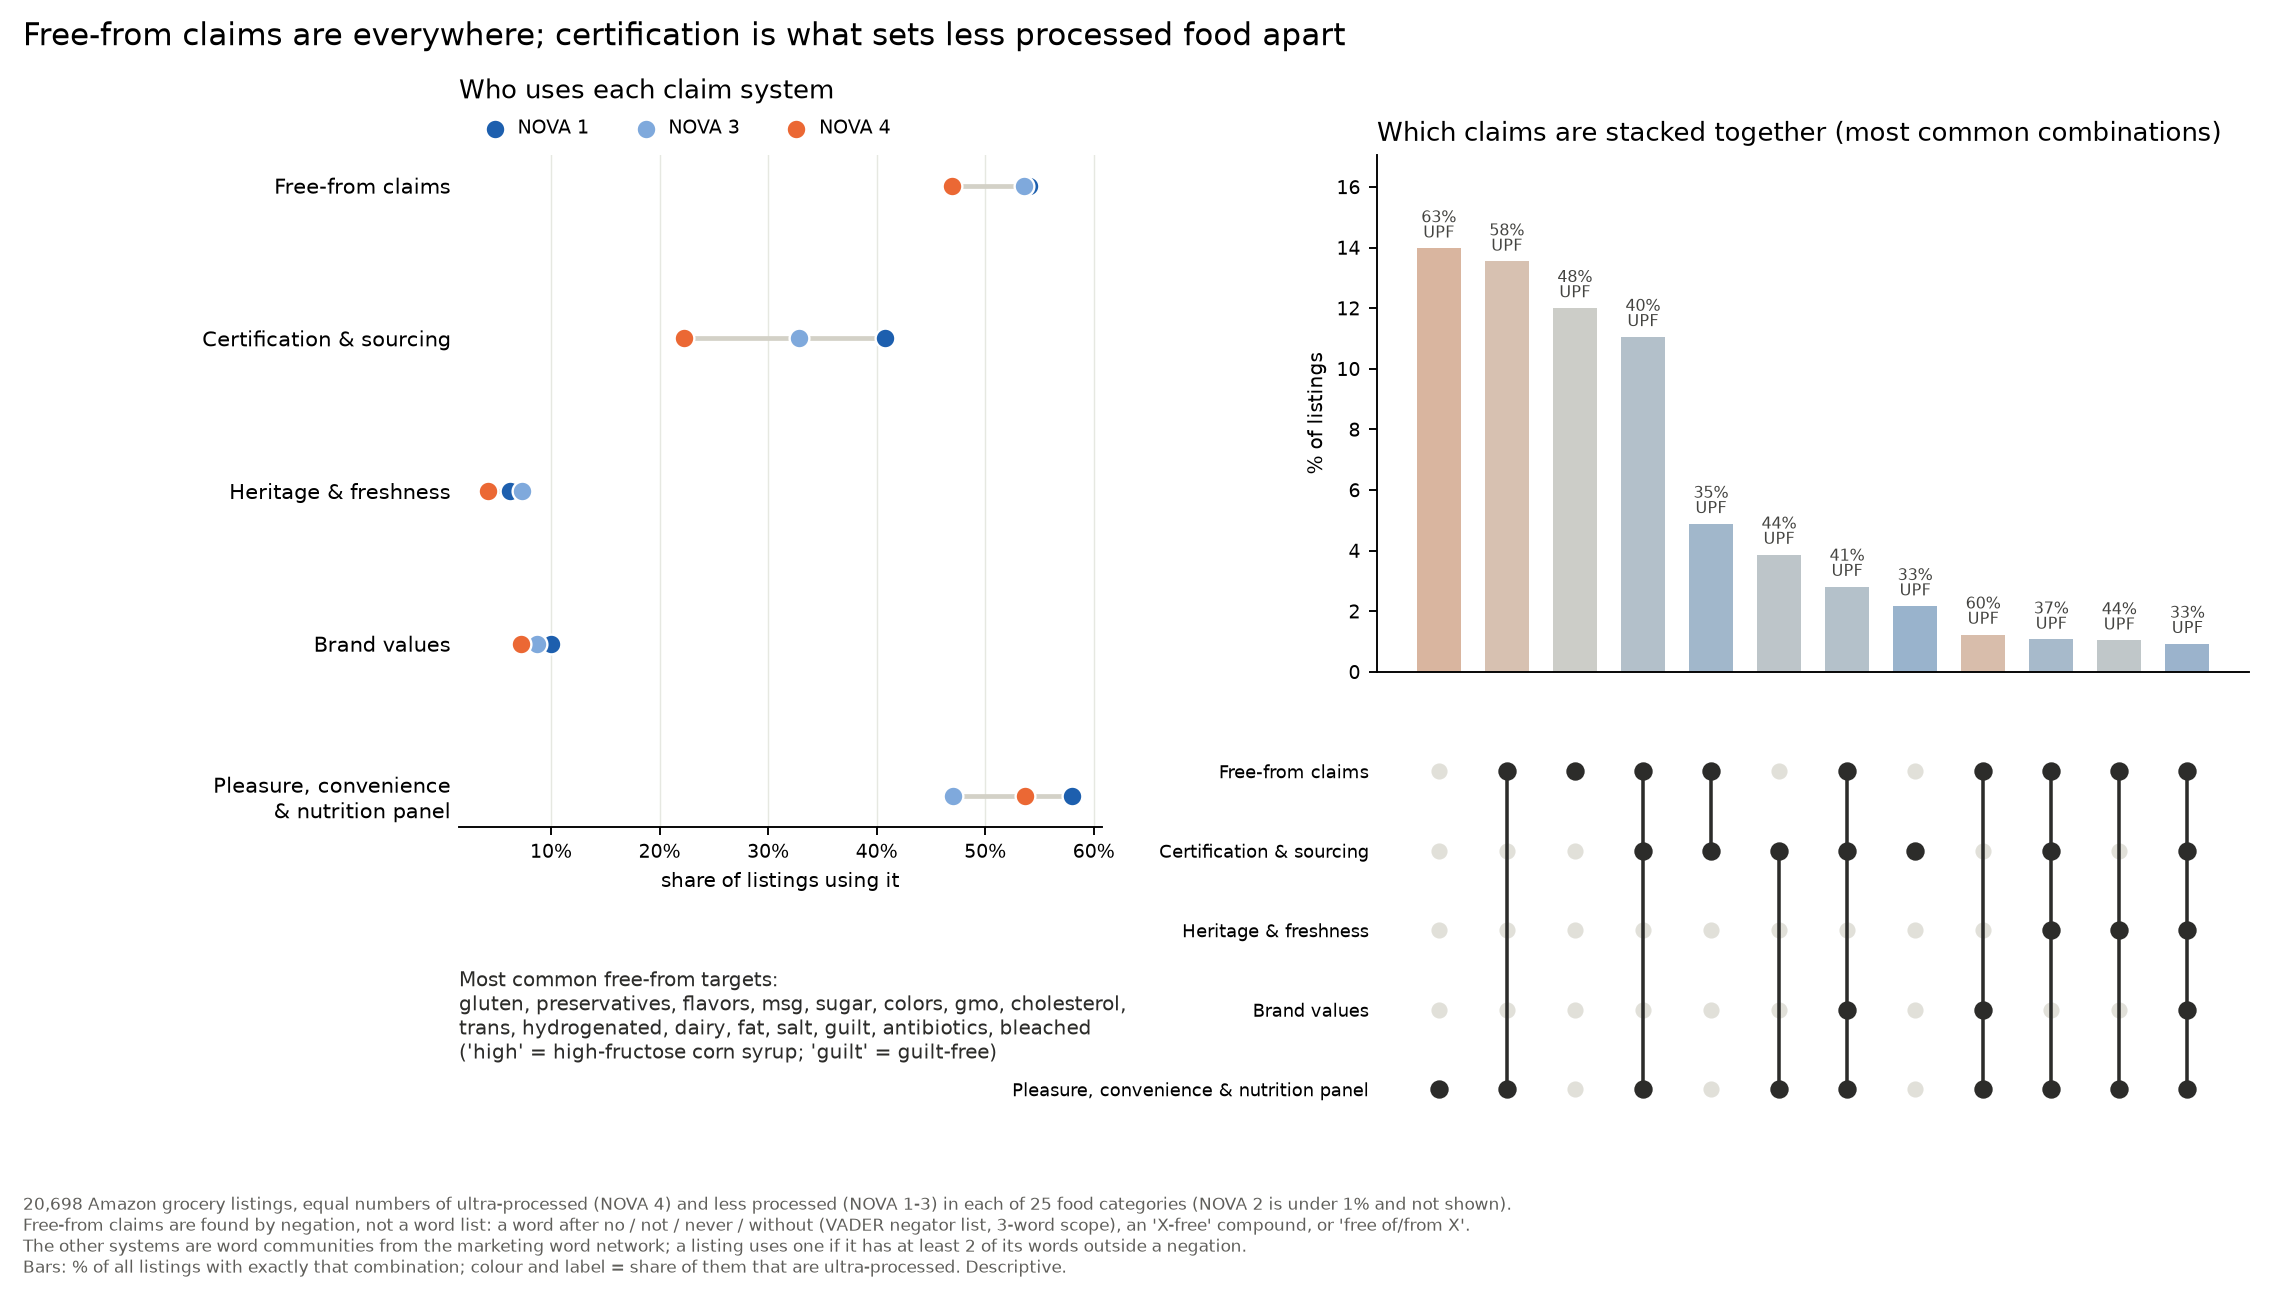 Free-from claims are everywhere; certification is what sets less processed food apart
Who uses each claim system
NOVA 1
NOVA 3
NOVA 4
Free-from claims
Certification & sourcing
Heritage & freshness
Brand values
Pleasure, convenience
& nutrition panel
10%
20%
30%
40%
50%
60%
share of listings using it
Most common free-from targets:
gluten, preservatives, flavors, msg, sugar, colors, gmo, cholesterol,
trans, hydrogenated, dairy, fat, salt, guilt, antibiotics, bleached
('high' = high-fructose corn syrup; 'guilt' = guilt-free)
Which claims are stacked together (most common combinations)
% of listings
16
14
12
10
8
6
4
2
0
63%
UPF
58%
UPF
48%
UPF
40%
UPF
35%
UPF
44%
UPF
41%
UPF
33%
UPF
60%
UPF
37%
UPF
44%
UPF
33%
UPF
Free-from claims
Certification & sourcing
Heritage & freshness
Brand values
Pleasure, convenience & nutrition panel
20,698 Amazon grocery listings, equal numbers of ultra-processed (NOVA 4) and less processed (NOVA 1-3) in each of 25 food categories (NOVA 2 is under 1% and not shown).
Free-from claims are found by negation, not a word list: a word after no / not / never / without (VADER negator list, 3-word scope), an 'X-free' compound, or 'free of/from X'.
The other systems are word communities from the marketing word network; a listing uses one if it has at least 2 of its words outside a negation.
Bars: % of all listings with exactly that combination; colour and label = share of them that are ultra-processed. Descriptive.